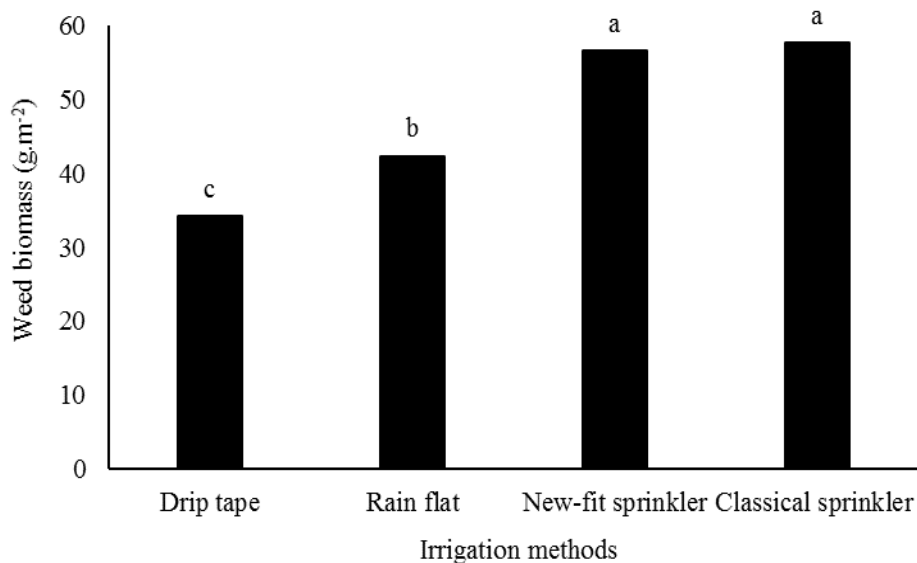 Weed biomass (g.m-2)
60
50
40
30
20
10
0
c
b
a
a
Drip tape
Rain flat
New-fit sprinkler
Classical sprinkler
Irrigation methods